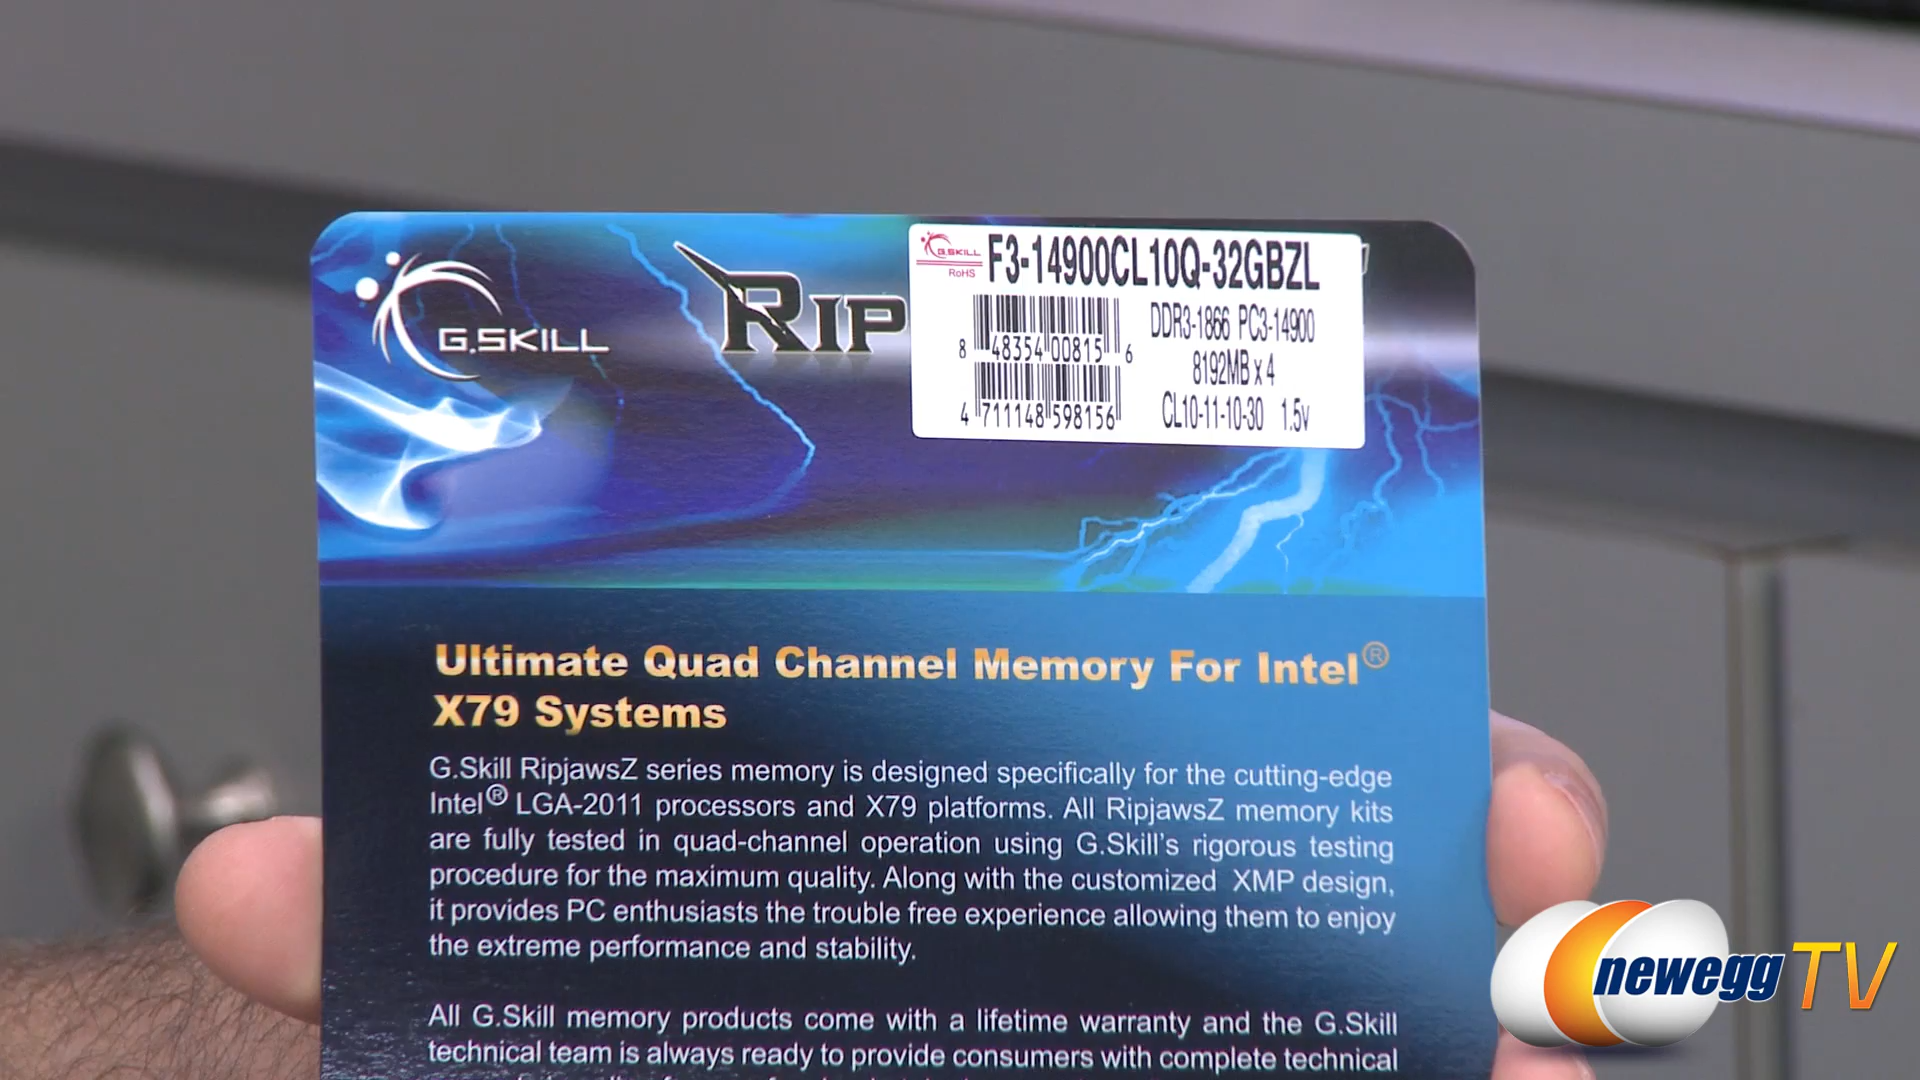 G.SKILL
RIP
G.SKILL
RoHS
F3-14900CL10Q-32GBZL
DDR3-1866 PC3-14900
8192MB x 4
CL10-11-10-30 1.5v
8 48354 00815 6
4 711148 598156
Ultimate Quad Channel Memory For Intel®
X79 Systems
G.Skill RipjawsZ series memory is designed specifically for the cutting-edge
Intel® LGA-2011 processors and X79 platforms. All RipjawsZ memory kits
are fully tested in quad-channel operation using G.Skill's rigorous testing
procedure for the maximum quality. Along with the customized XMP design,
it provides PC enthusiasts the trouble free experience allowing them to enjoy
the extreme performance and stability.
All G.Skill memory products come with a lifetime warranty and the G.Skill
technical team is always ready to provide consumers with complete technical
newegg TV